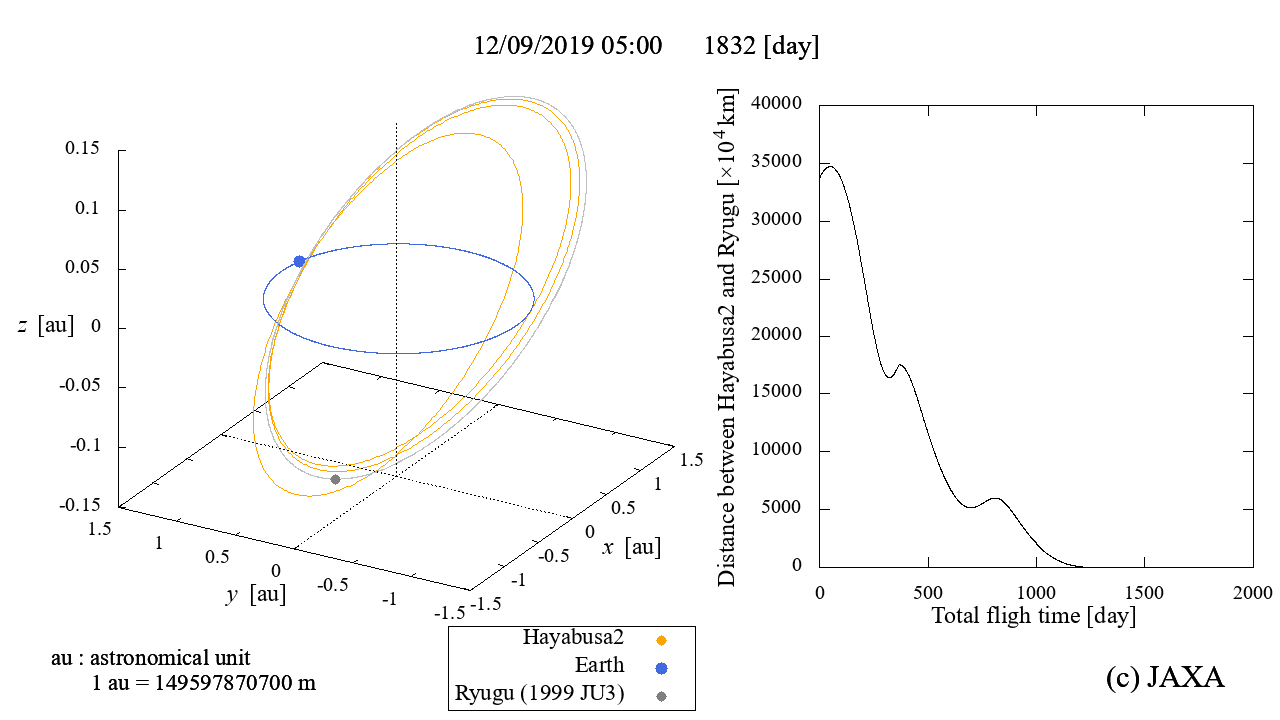 12/09/2019 05:00 1832 [day]
0.15
0.1
0.05
0
-0.05
-0.1
-0.15
z [au]
1.5
1
0.5
0
-0.5
-1
-1.5
y [au]
-1.5
-1
-0.5
0
0.5
1
1.5
x [au]
Distance between Hayabusa2 and Ryugu [×10^4 km]
40000
35000
30000
25000
20000
15000
10000
5000
0
0 500 1000 1500 2000
Total fligh time [day]
Hayabusa2
Earth
Ryugu (1999 JU3)
au : astronomical unit
1 au = 149597870700 m
(c) JAXA